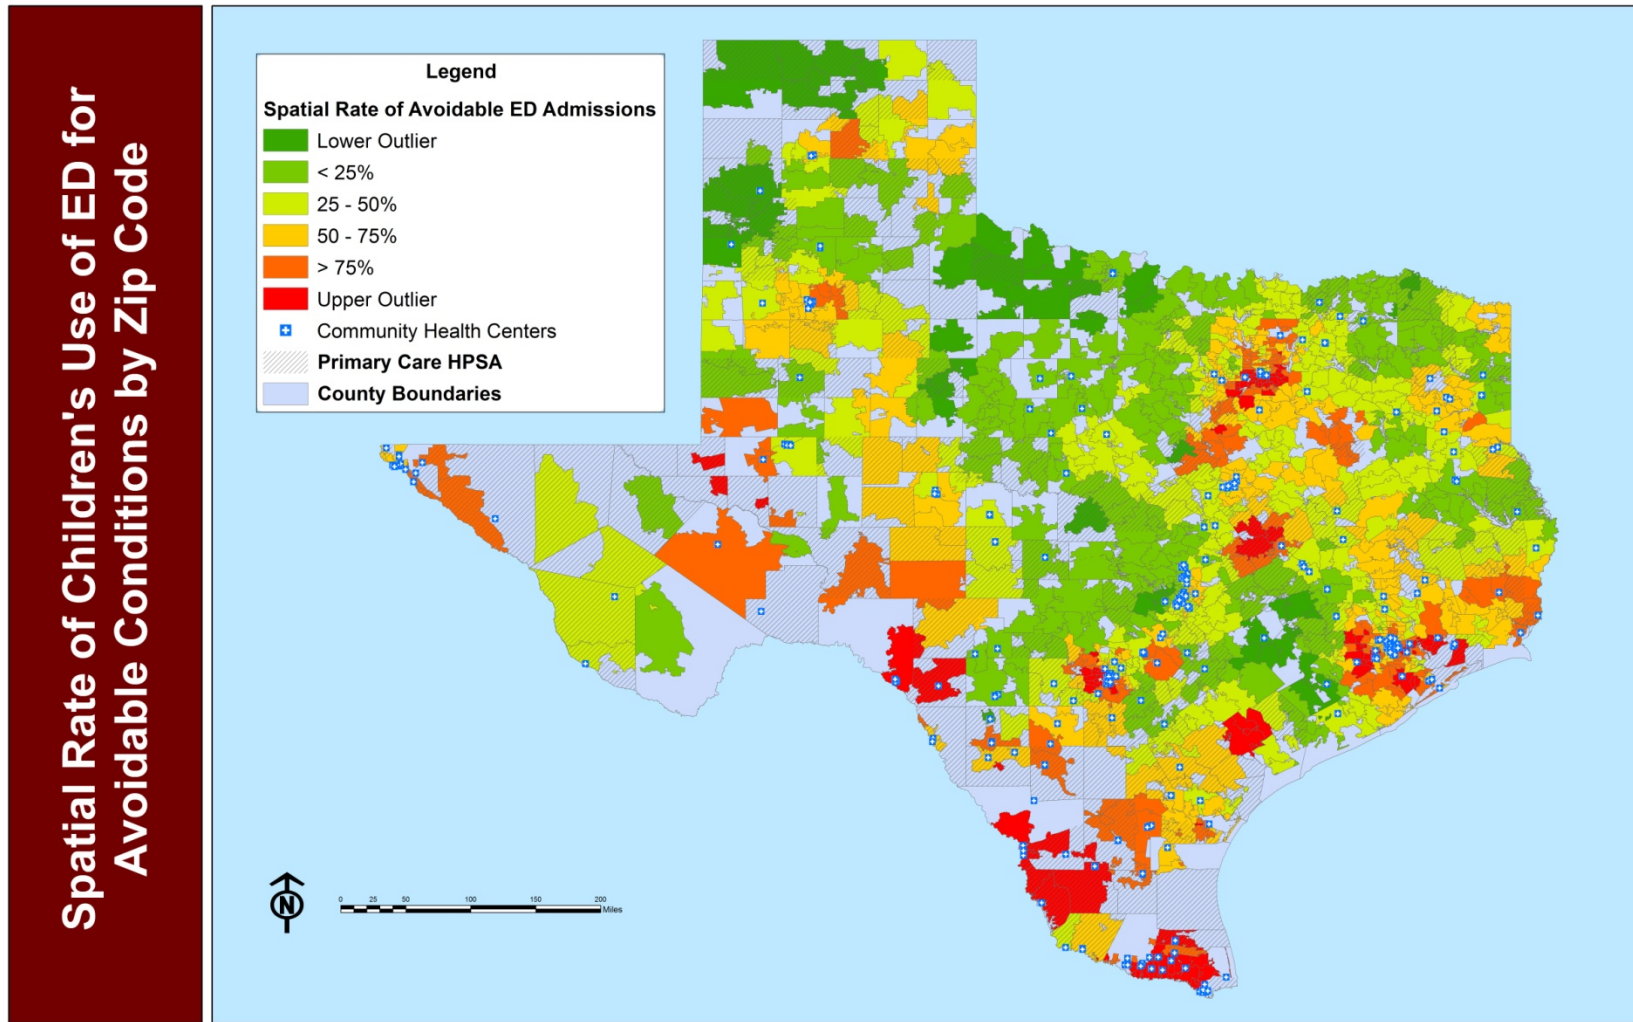 Spatial Rate of Children's Use of ED for
Avoidable Conditions by Zip Code
Legend
Spatial Rate of Avoidable ED Admissions
Lower Outlier
< 25%
25 - 50%
50 - 75%
> 75%
Upper Outlier
Community Health Centers
Primary Care HPSA
County Boundaries
N
0 25 50 100 150 200
Miles